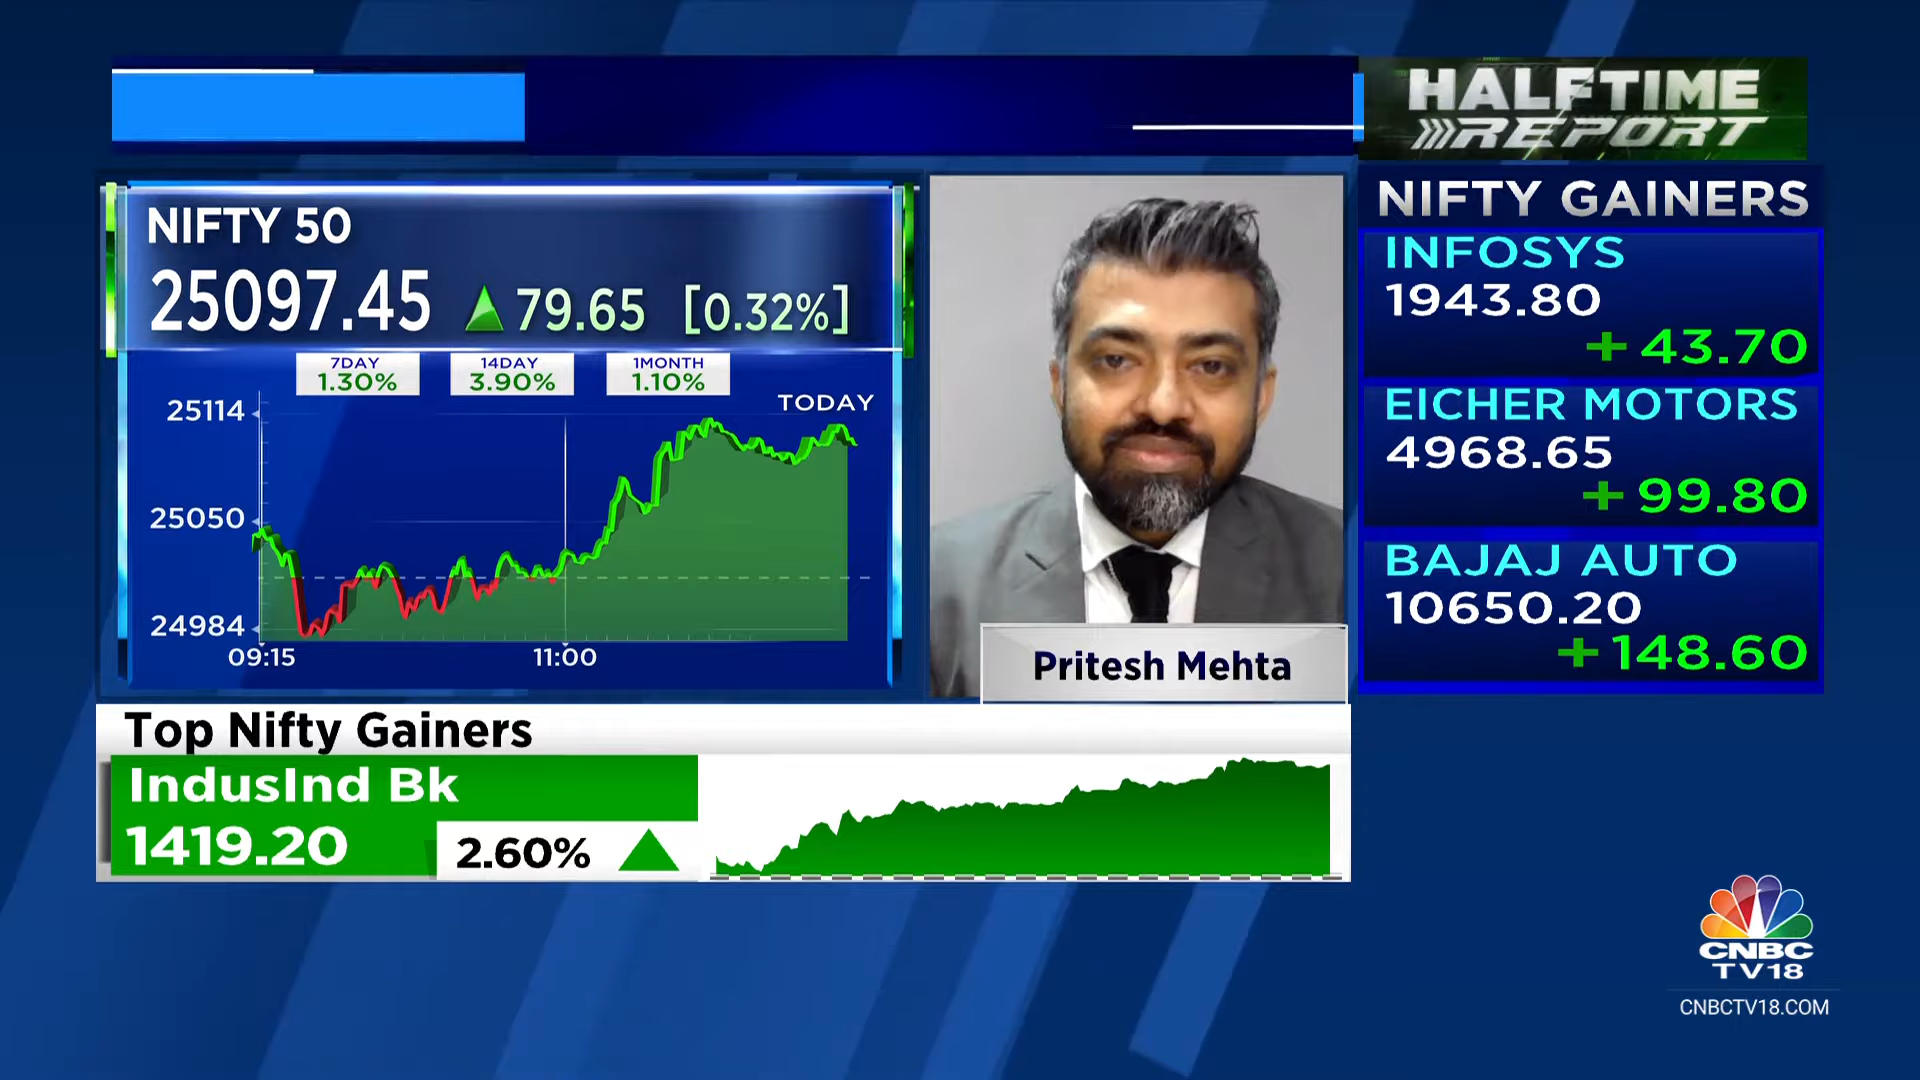 HALFTIME
REPORT
NIFTY 50
25097.45 ▲ 79.65 [0.32%]
7DAY
1.30%
14DAY
3.90%
1MONTH
1.10%
TODAY
25114
25050
24984
09:15
11:00
Pritesh Mehta
NIFTY GAINERS
INFOSYS
1943.80
+ 43.70
EICHER MOTORS
4968.65
+ 99.80
BAJAJ AUTO
10650.20
+ 148.60
Top Nifty Gainers
IndusInd Bk
1419.20
2.60% ▲
CNBC
TV18
CNBCTV18.COM